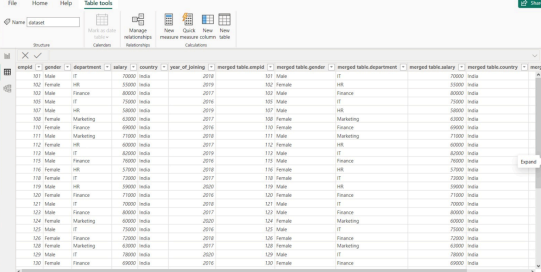 File Home Help Table tools Shar
Name dataset
Mark as date table Manage relationships New measure Quick measure New column New table
Structure Calendars Relationships Calculations
empid gender department salary country year_of_joining merged table.empid merged table.gender merged table.department merged table.salary merged table.country merg
101 Male IT 70000 India 2018 101 Male IT 70000 India
102 Female HR 55000 India 2019 102 Female HR 55000 India
103 Male Finance 80000 India 2017 103 Male Finance 80000 India
105 Male IT 75000 India 2016 105 Male IT 75000 India
107 Male HR 58000 India 2019 107 Male HR 58000 India
108 Female Marketing 63000 India 2017 108 Female Marketing 63000 India
110 Female Finance 69000 India 2016 110 Female Finance 69000 India
111 Male Marketing 71000 India 2018 111 Male Marketing 71000 India
112 Female HR 60000 India 2017 112 Female HR 60000 India
113 Male IT 82000 India 2019 113 Male IT 82000 India
115 Male Finance 76000 India 2016 115 Male Finance 76000 India
Expand
116 Female HR 57000 India 2018 116 Female HR 57000 India
118 Female IT 73000 India 2017 118 Female IT 73000 India
119 Male HR 59000 India 2020 119 Male HR 59000 India
120 Female Finance 71000 India 2016 120 Female Finance 71000 India
121 Male IT 70000 India 2018 121 Male IT 70000 India
123 Male Finance 80000 India 2017 123 Male Finance 80000 India
124 Female Marketing 60000 India 2020 124 Female Marketing 60000 India
125 Male IT 75000 India 2016 125 Male IT 75000 India
126 Female IT 72000 India 2018 126 Female IT 72000 India
128 Female Marketing 63000 India 2017 128 Female Marketing 63000 India
129 Male IT 78000 India 2020 129 Male IT 78000 India
130 Female Finance 69000 India 2016 130 Female Finance 69000 India